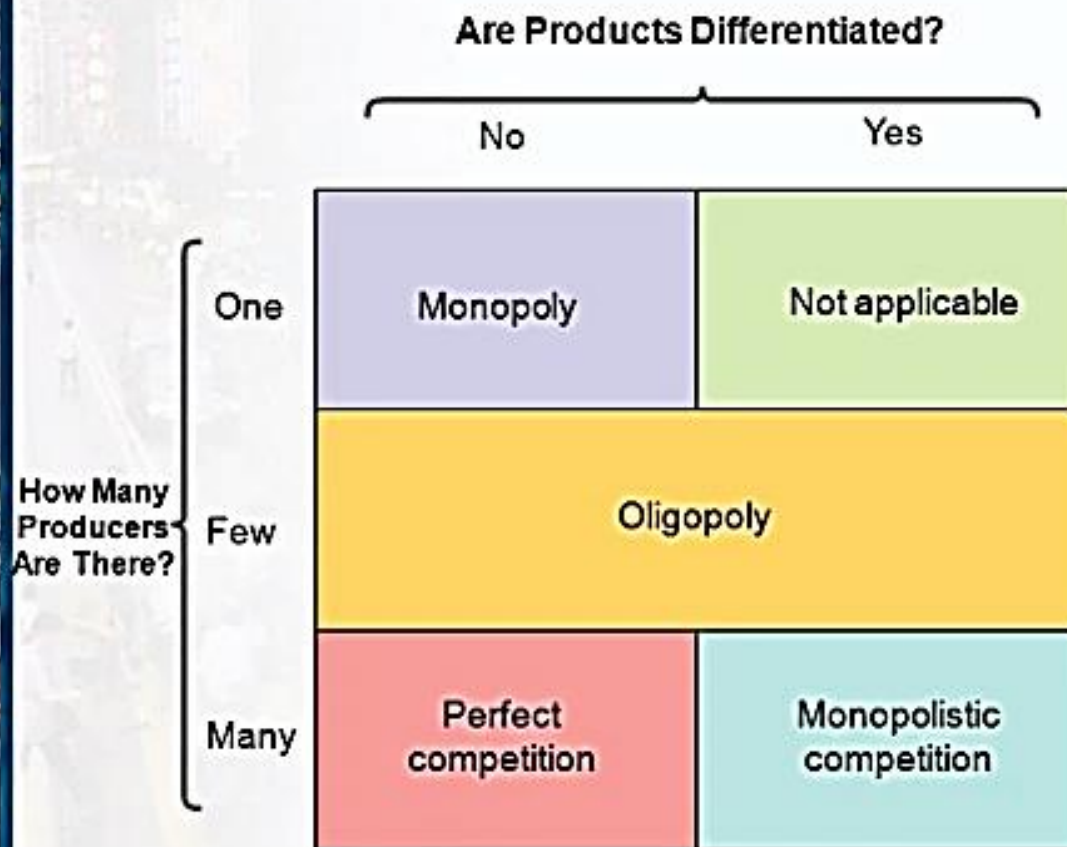 Are Products Differentiated?
No
Yes
One
Monopoly
Not applicable
How Many
Producers
Are There?
Few
Oligopoly
Many
Perfect
competition
Monopolistic
competition